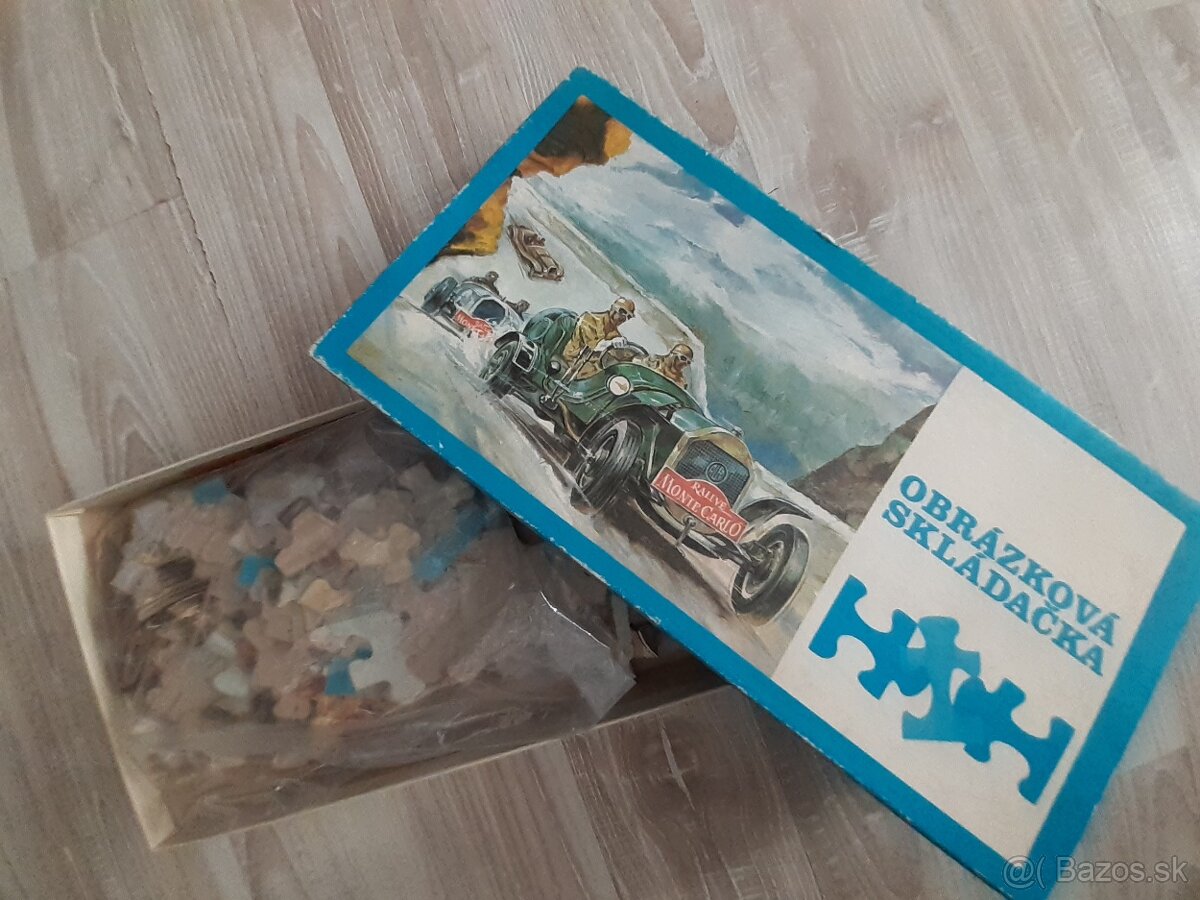 OBRÁZKOVÁ
SKLÁDAČKA
RALLYE
MONTE CARLO
@( Bazos.sk